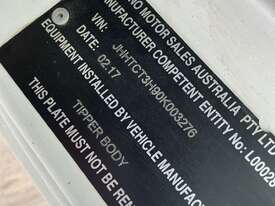 NO MOTOR SALES AUSTRALIA PTY LTD
NUFACTURER COMPETENT ENTITY No: L0002
VIN: JHHTCT3H90K003276
DATE: 02.17
EQUIPMENT INSTALLED BY VEHICLE MANUFAC
TIPPER BODY
THIS PLATE MUST NOT BE RE